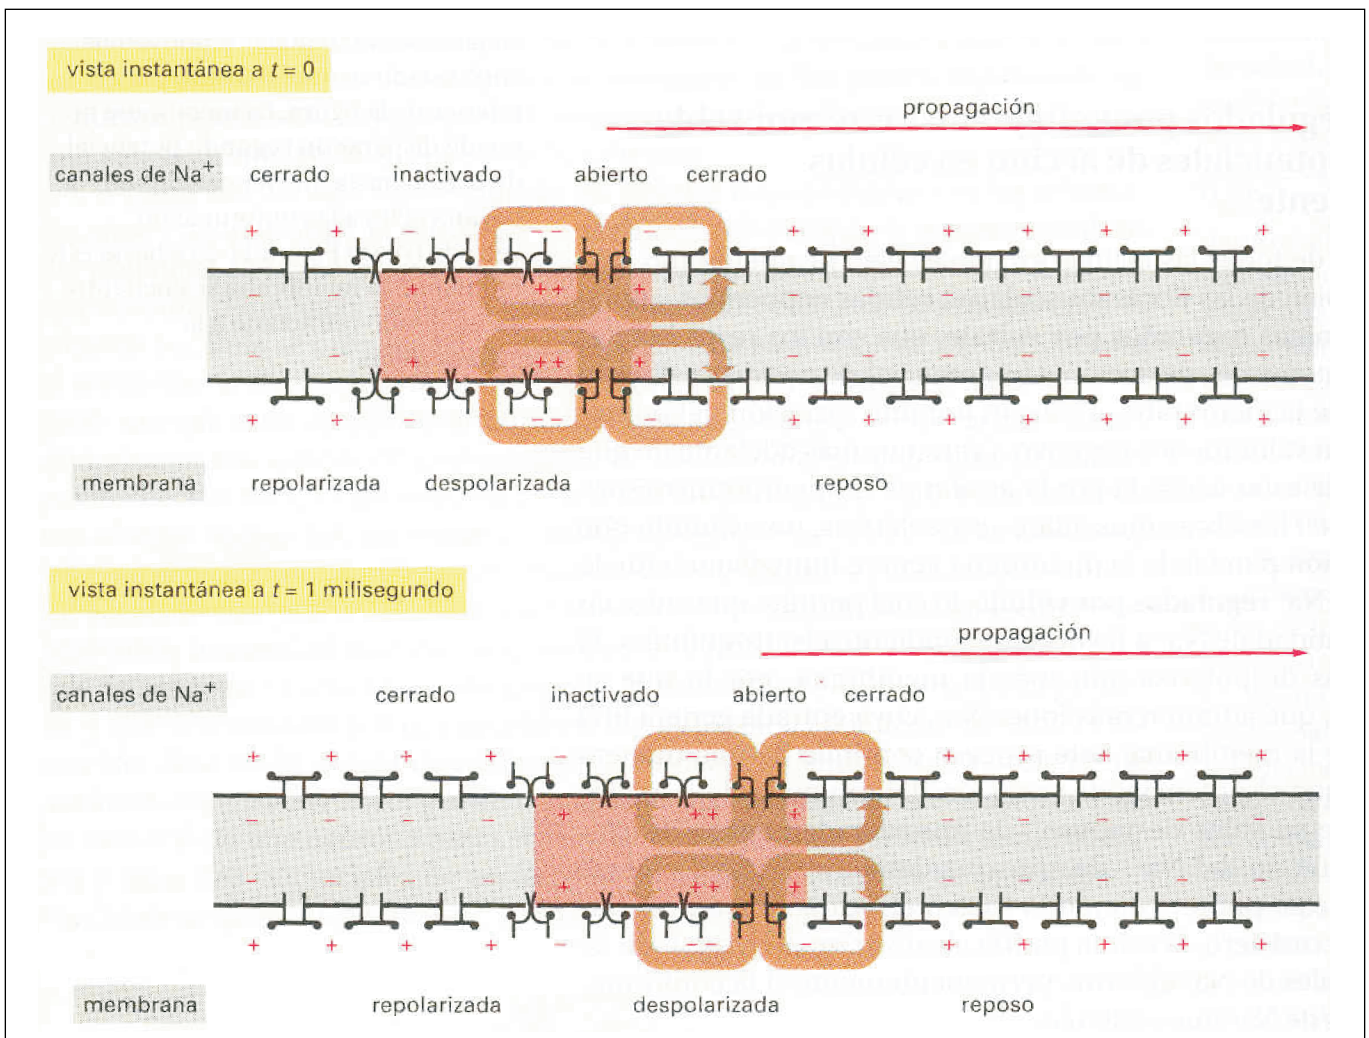 vista instantánea a t = 0
propagación
canales de Na+ cerrado inactivado abierto cerrado
membrana repolarizada despolarizada reposo
vista instantánea a t = 1 milisegundo
propagación
canales de Na+ cerrado inactivado abierto cerrado
membrana repolarizada despolarizada reposo